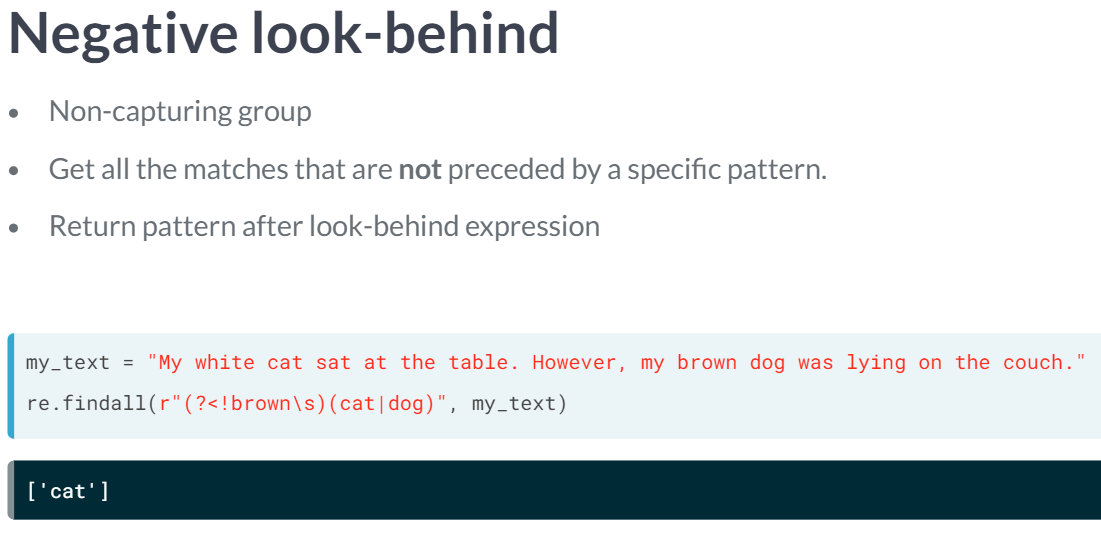 Negative look-behind
• Non-capturing group
• Get all the matches that are not preceded by a specific pattern.
• Return pattern after look-behind expression
my_text = "My white cat sat at the table. However, my brown dog was lying on the couch."
re.findall(r"(?<!brown\s)(cat|dog)", my_text)
['cat']